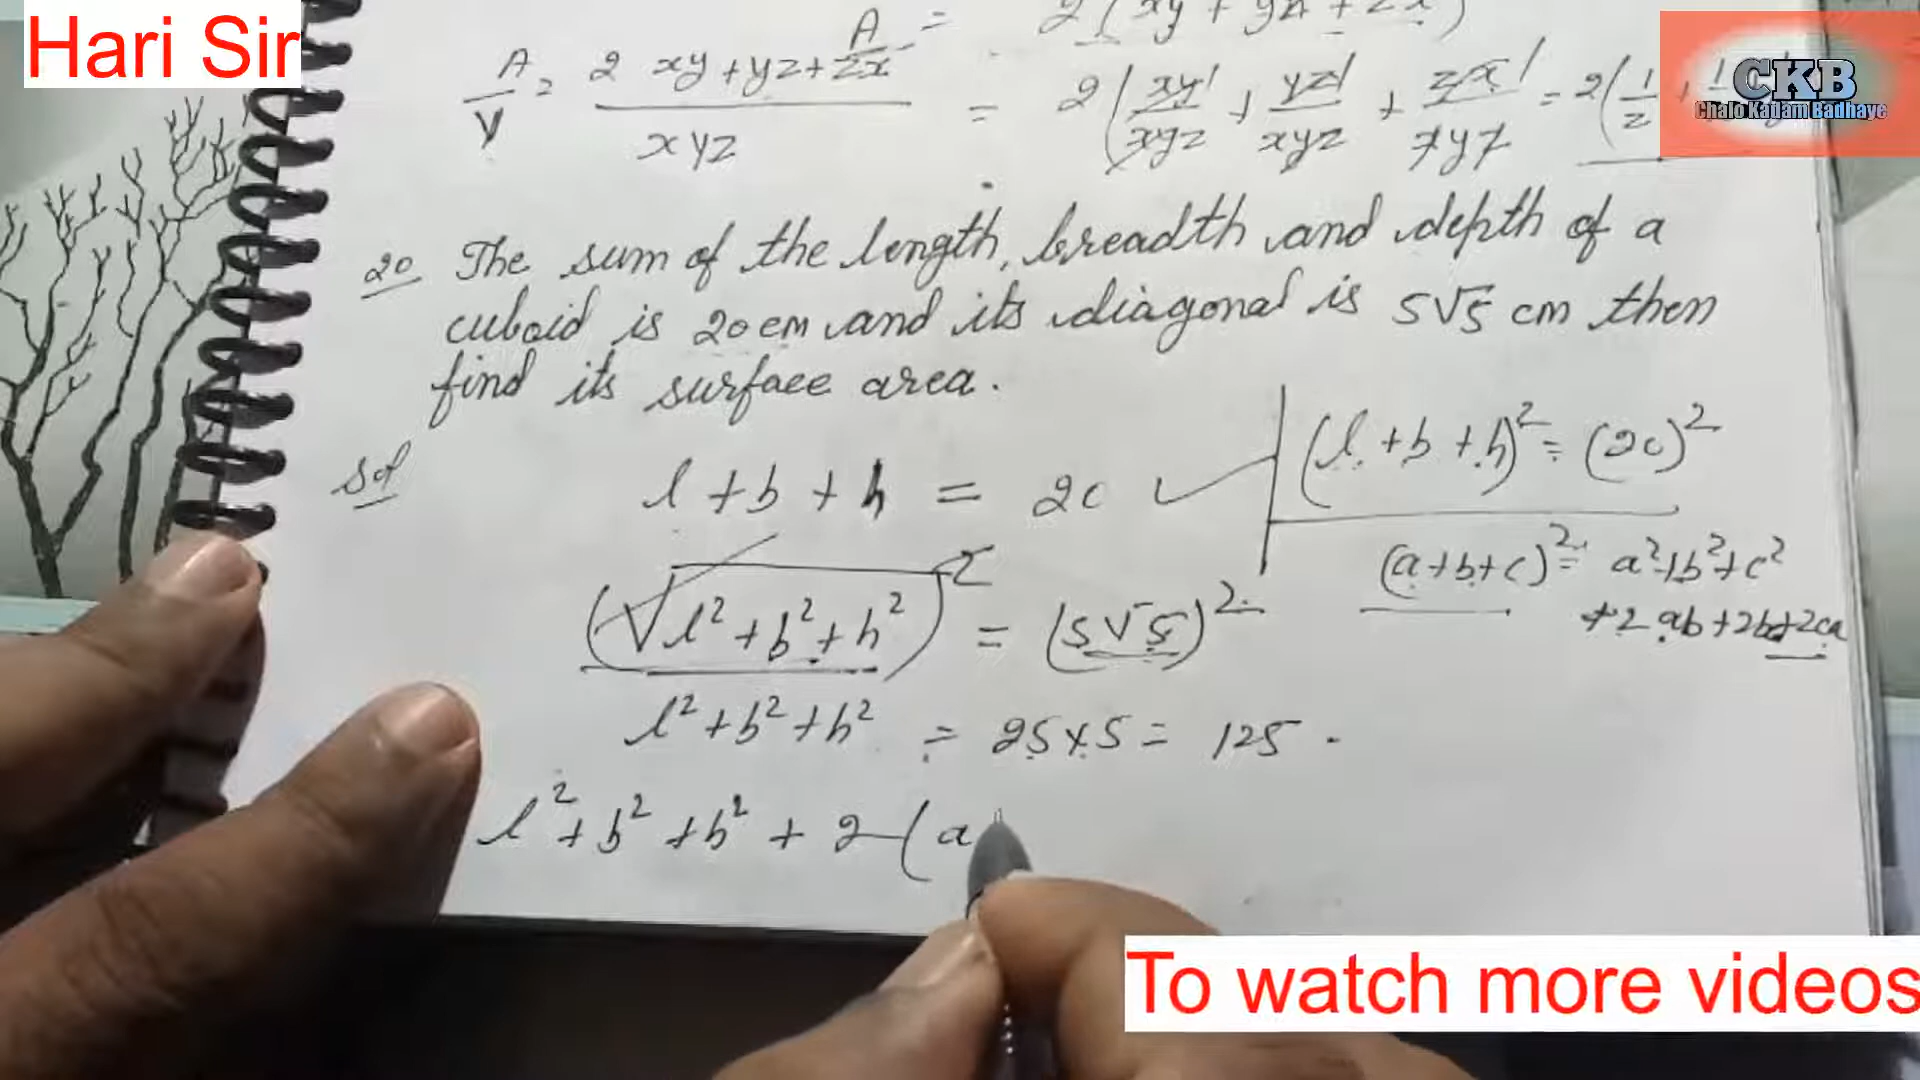 Hari Sir
CKB
Chalo Kadam Badhaye
A = 2(xy + yz + zx)
A/V = 2 xy+yz+zx / xyz = 2(xy/xyz + yz/xyz + zx/xyz) = 2(1/z +
20 The sum of the length, breadth and depth of a
cuboid is 20 cm and its diagonal is 5√5 cm then
find its surface area.
Sol
l + b + h = 20
(l + b + h)² = (20)²
(a+b+c)² = a²+b²+c²
+2ab+2bc+2ca
(√l²+b²+h²)² = (5√5)²
l²+b²+h² = 25×5 = 125
l²+b²+h² + 2(a
To watch more videos